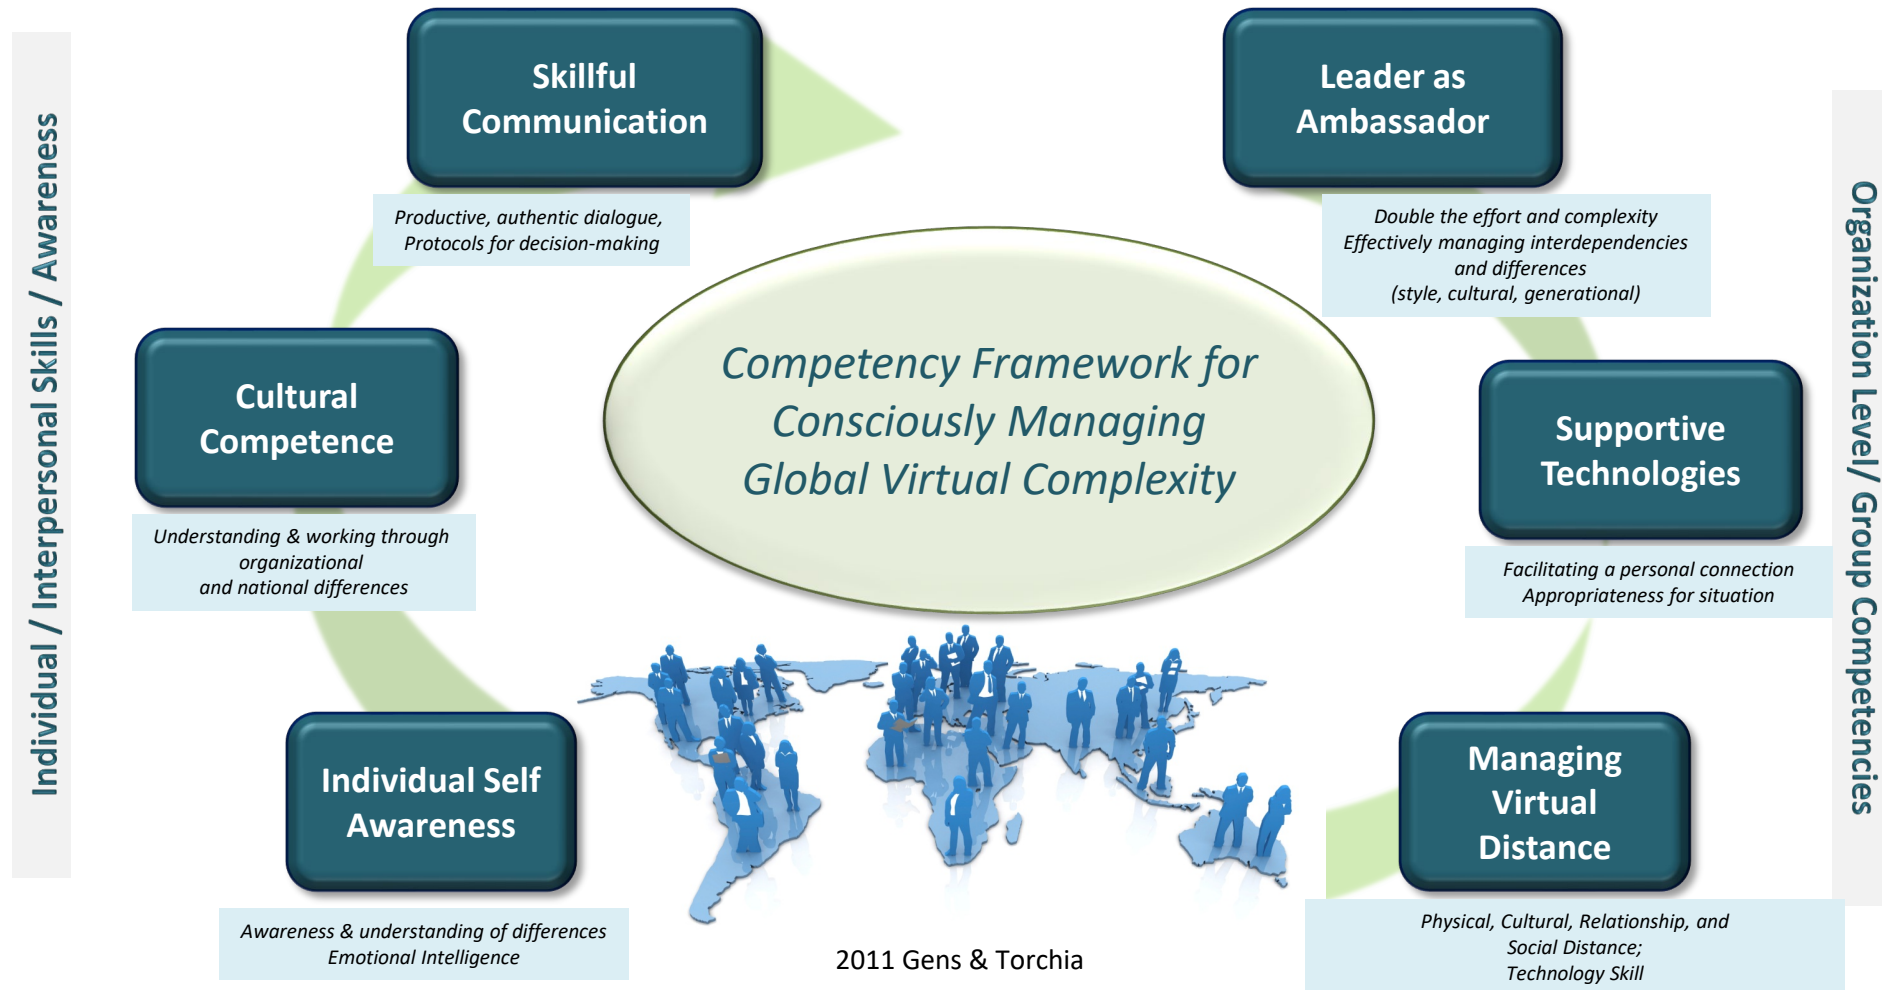 Individual / Interpersonal Skills / Awareness
Skillful
Communication
Productive, authentic dialogue,
Protocols for decision-making
Cultural
Competence
Understanding & working through
organizational
and national differences
Individual Self
Awareness
Awareness & understanding of differences
Emotional Intelligence
Competency Framework for
Consciously Managing
Global Virtual Complexity
2011 Gens & Torchia
Leader as
Ambassador
Double the effort and complexity
Effectively managing interdependencies
and differences
(style, cultural, generational)
Supportive
Technologies
Facilitating a personal connection
Appropriateness for situation
Managing
Virtual
Distance
Physical, Cultural, Relationship, and
Social Distance;
Technology Skill
Organization Level/ Group Competencies